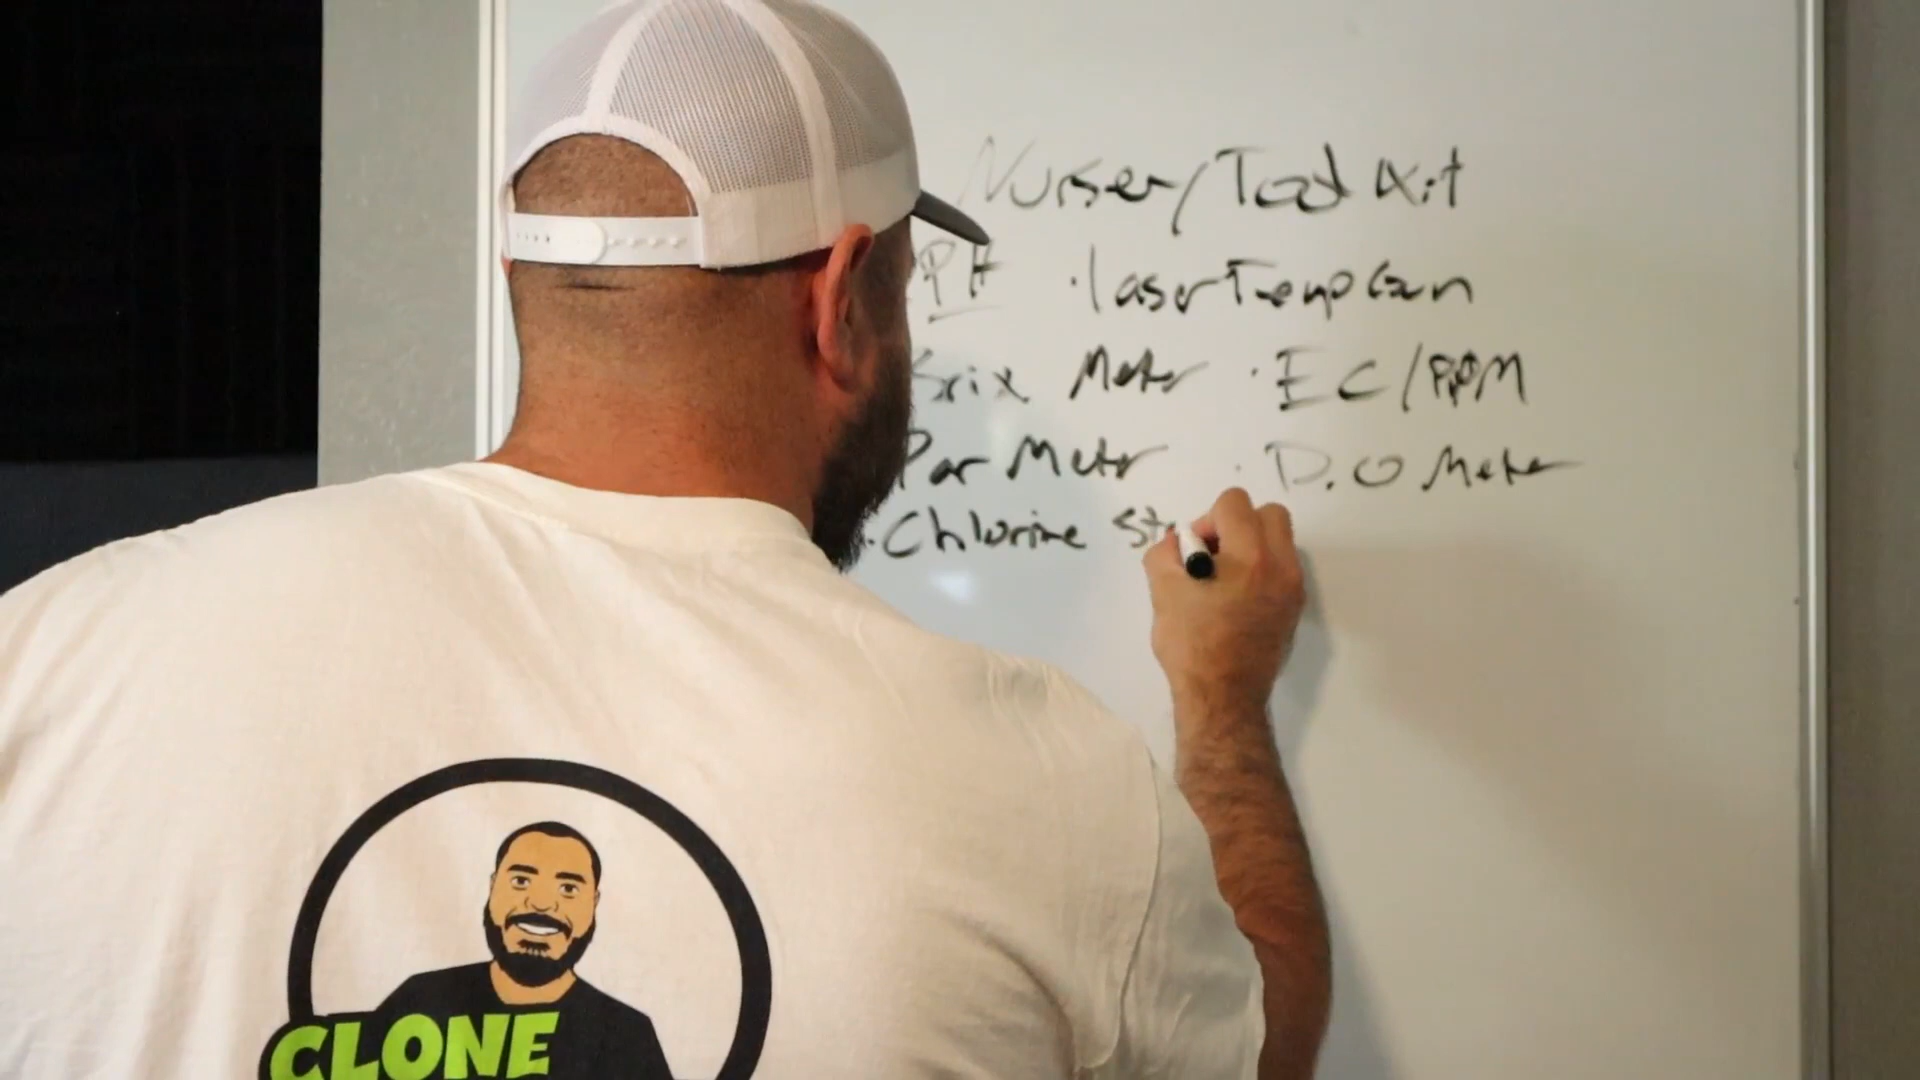 Nursery Tool Kit
PH · laser Temp Gun
Brix Meter · EC/PPM
Par Meter · D.O Meter
· Chlorine St
CLONE